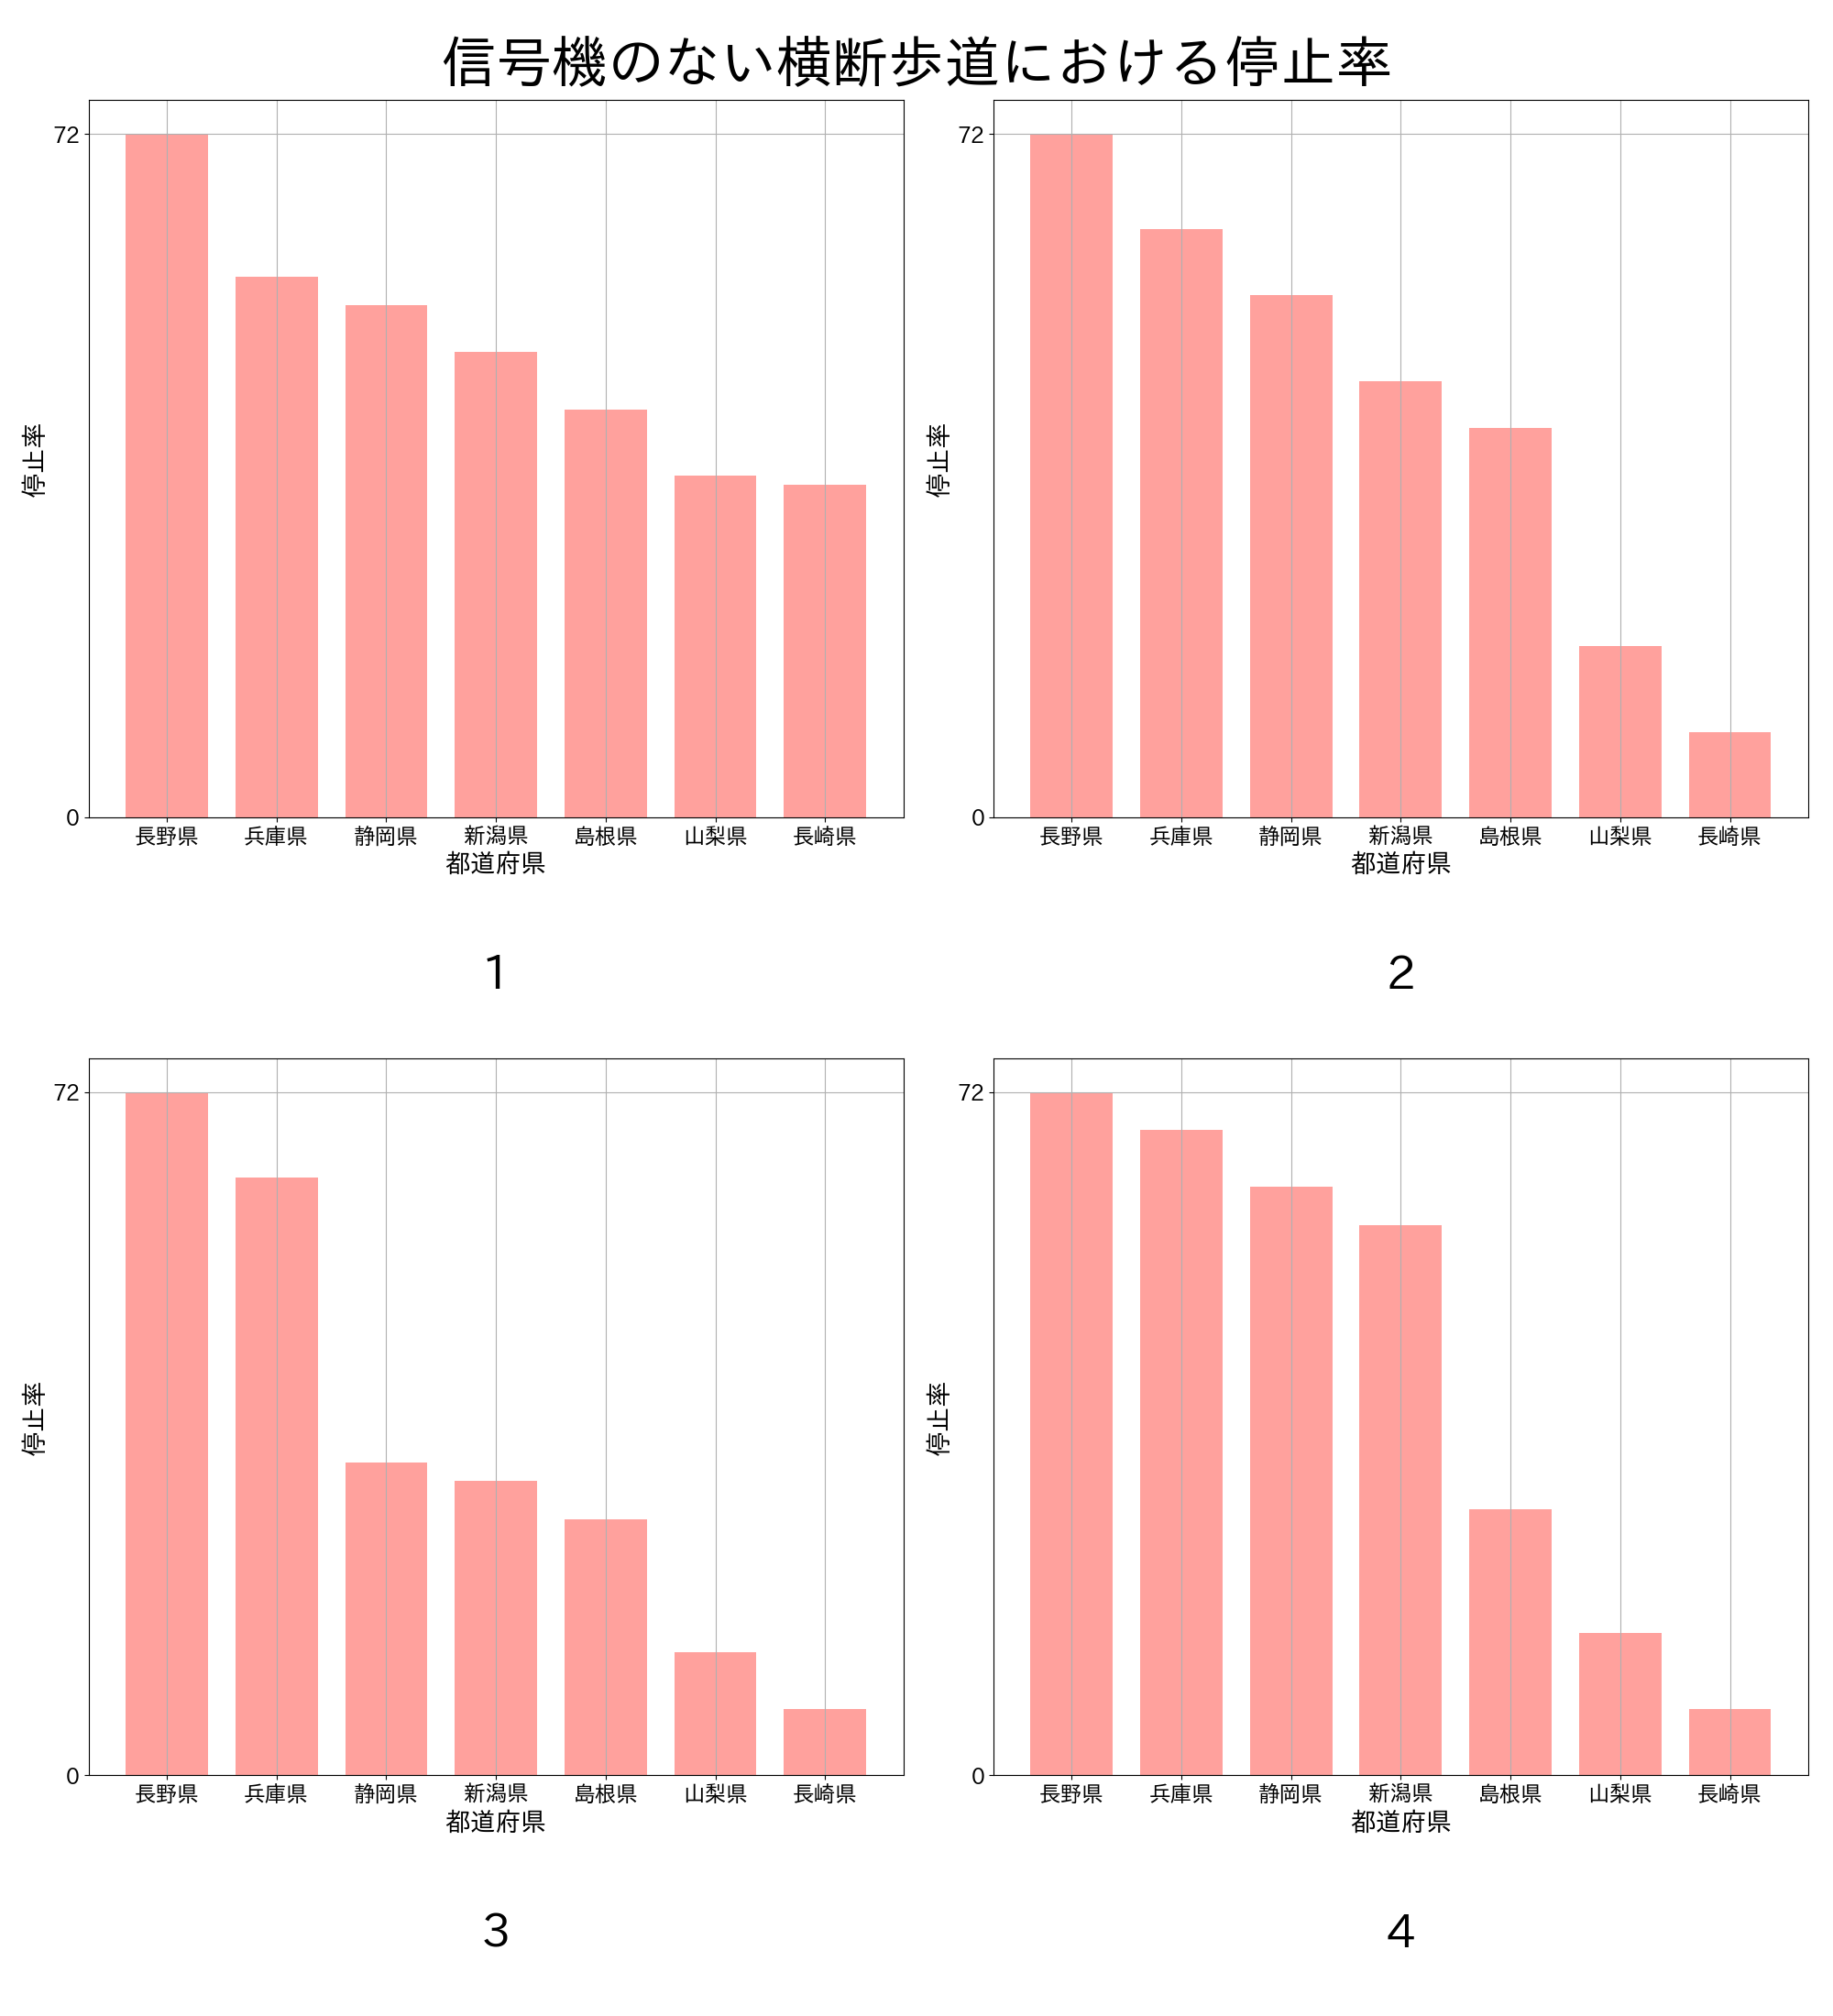 信号機のない横断歩道における停止率
72
0
停止率
長野県 兵庫県 静岡県 新潟県 島根県 山梨県 長崎県
都道府県
1
72
0
停止率
長野県 兵庫県 静岡県 新潟県 島根県 山梨県 長崎県
都道府県
2
72
0
停止率
長野県 兵庫県 静岡県 新潟県 島根県 山梨県 長崎県
都道府県
3
72
0
停止率
長野県 兵庫県 静岡県 新潟県 島根県 山梨県 長崎県
都道府県
4